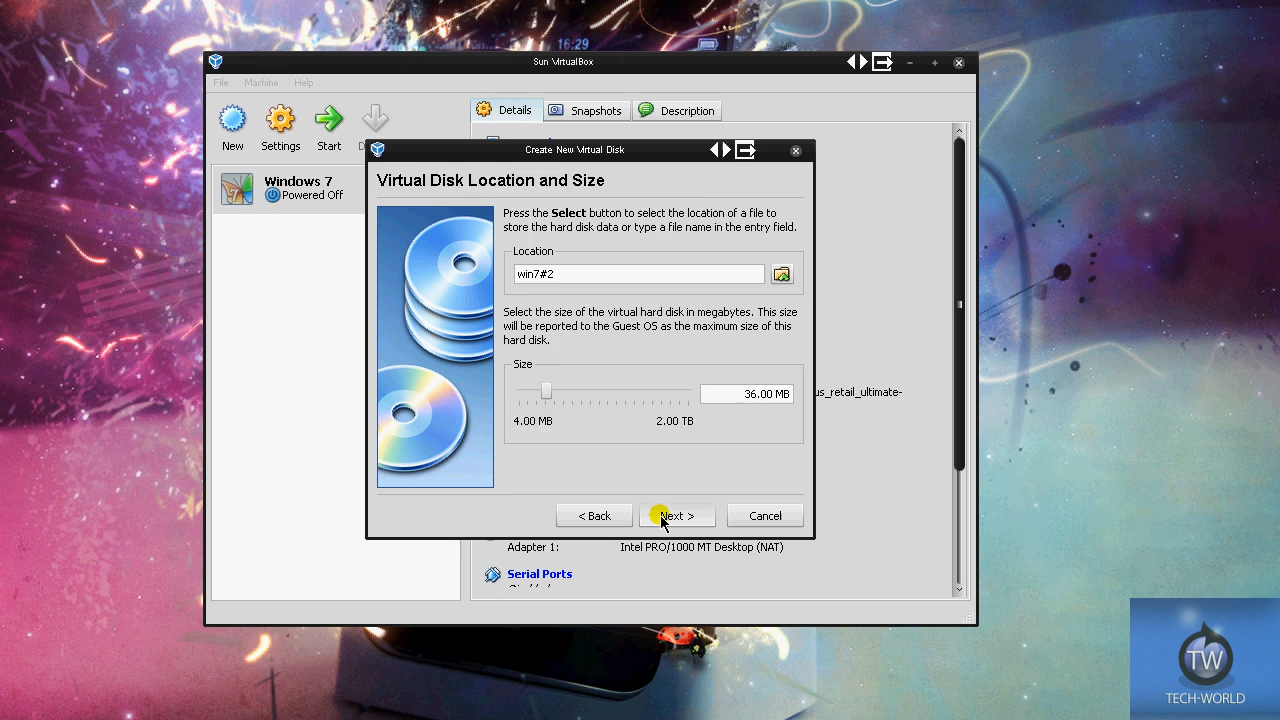 16:29
Sun VirtualBox
File Machine Help
New Settings Start
Details Snapshots Description
Windows 7
Powered Off
Create New Virtual Disk
Virtual Disk Location and Size
Press the Select button to select the location of a file to
store the hard disk data or type a file name in the entry field.
Location
win7#2
Select the size of the virtual hard disk in megabytes. This size
will be reported to the Guest OS as the maximum size of this
hard disk.
Size
36.00 MB
4.00 MB 2.00 TB
us_retail_ultimate-
< Back Next > Cancel
Adapter 1: Intel PRO/1000 MT Desktop (NAT)
Serial Ports
TW
TECH-WORLD